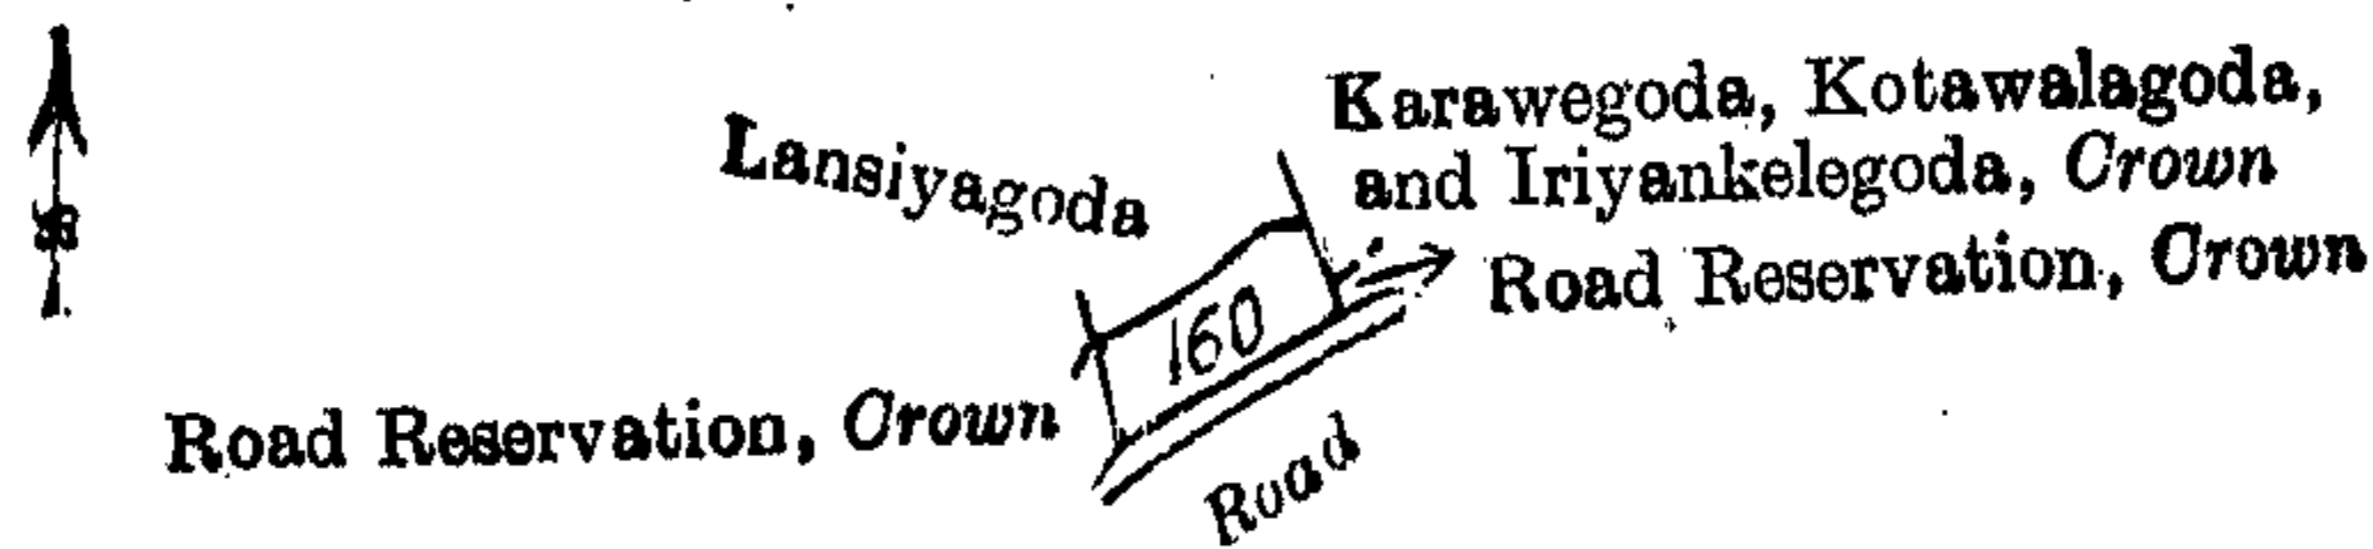 Karawegoda, Kotawalagoda,
and Iriyankelegoda, Crown
Lansiyagoda
Road Reservation, Crown
160
Road Reservation, Crown
Road